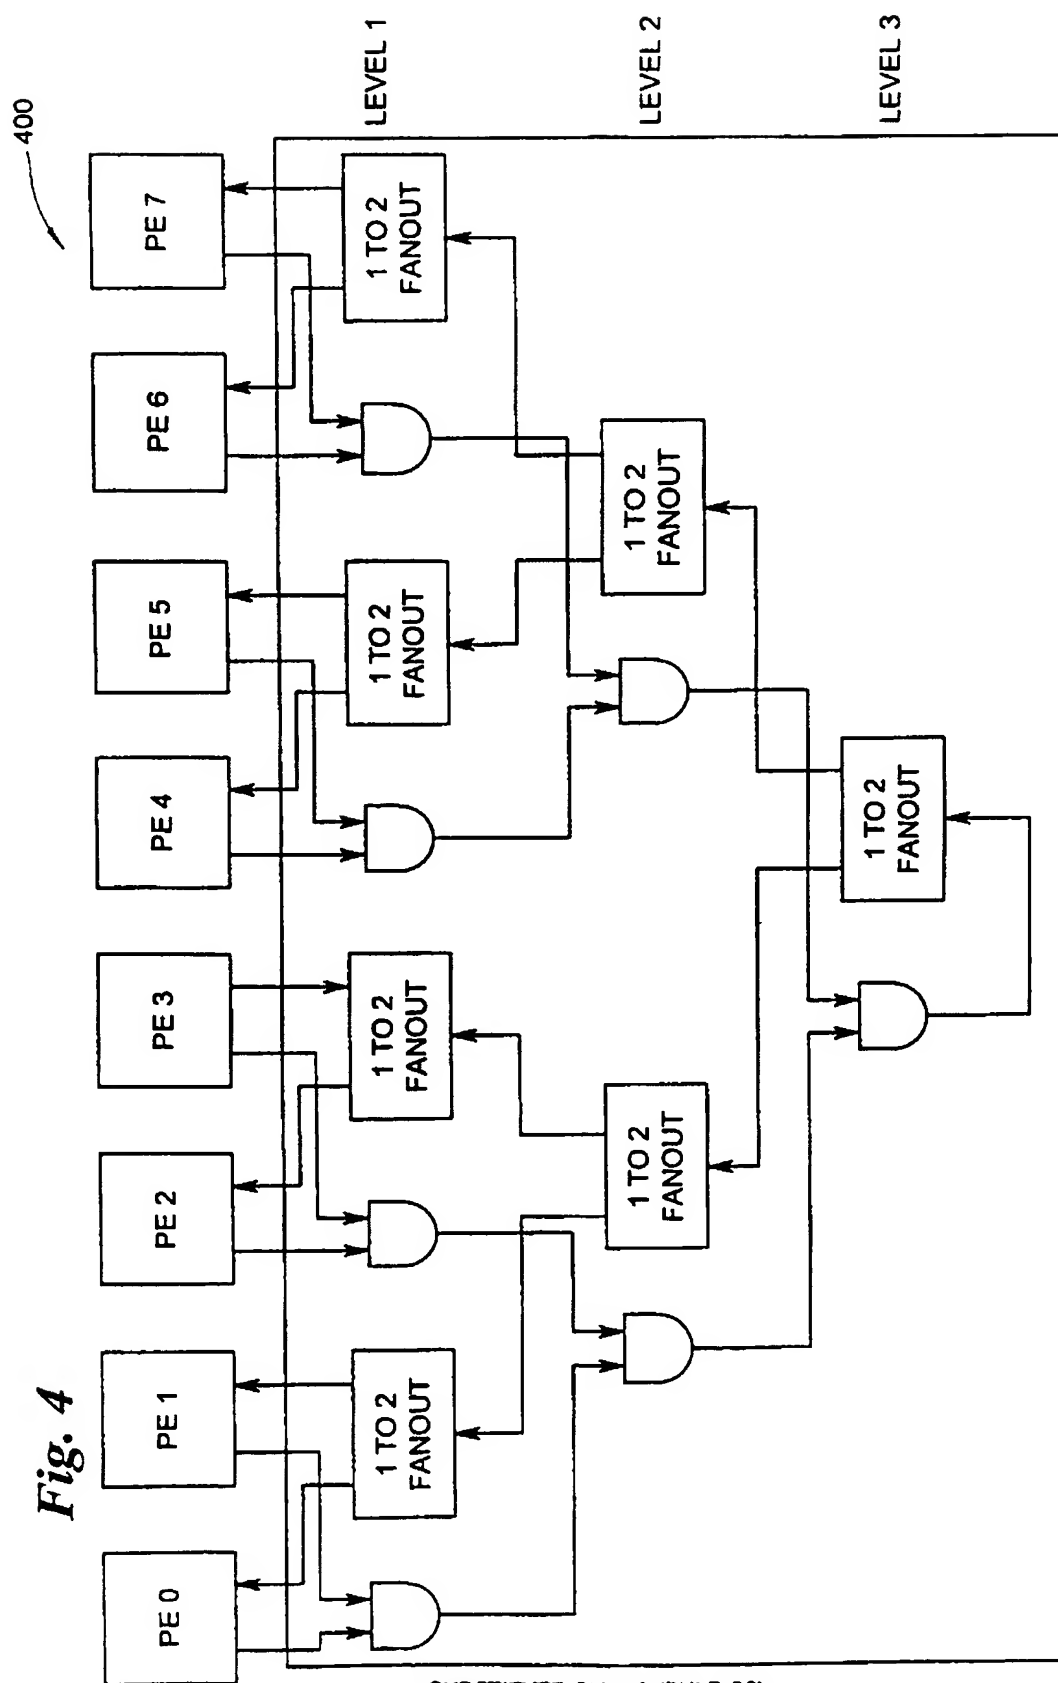 Fig. 4
400
PE 0
PE 1
PE 2
PE 3
PE 4
PE 5
PE 6
PE 7
1 TO 2
FANOUT
1 TO 2
FANOUT
1 TO 2
FANOUT
1 TO 2
FANOUT
LEVEL 1
1 TO 2
FANOUT
1 TO 2
FANOUT
LEVEL 2
1 TO 2
FANOUT
LEVEL 3